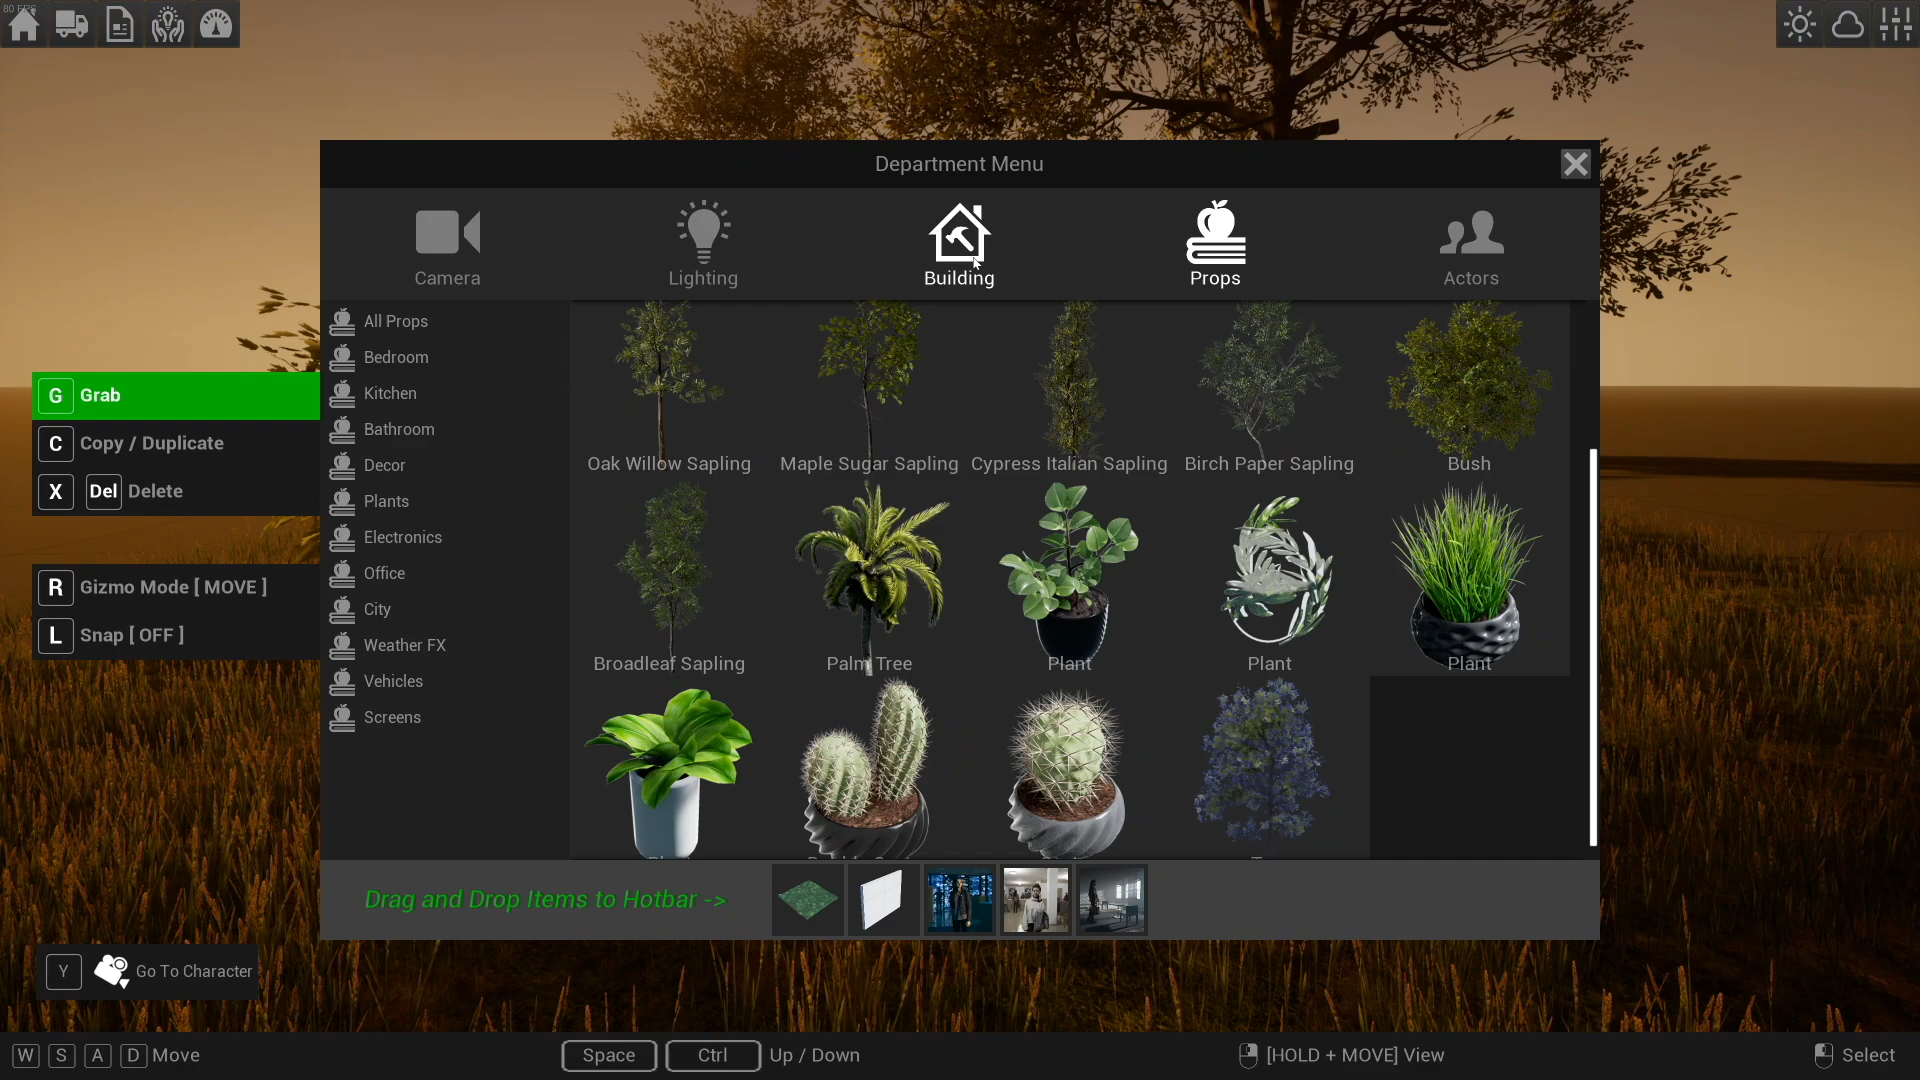 80 FPS
Department Menu
Camera
Lighting
Building
Props
Actors
All Props
Bedroom
Kitchen
Bathroom
Decor
Plants
Electronics
Office
City
Weather FX
Vehicles
Screens
Oak Willow Sapling
Maple Sugar Sapling
Cypress Italian Sapling
Birch Paper Sapling
Bush
Broadleaf Sapling
Palm Tree
Plant
Plant
Plant
G Grab
C Copy / Duplicate
X Del Delete
R Gizmo Mode [ MOVE ]
L Snap [ OFF ]
Drag and Drop Items to Hotbar ->
Y Go To Character
W S A D Move
Space Ctrl Up / Down
[HOLD + MOVE] View
Select